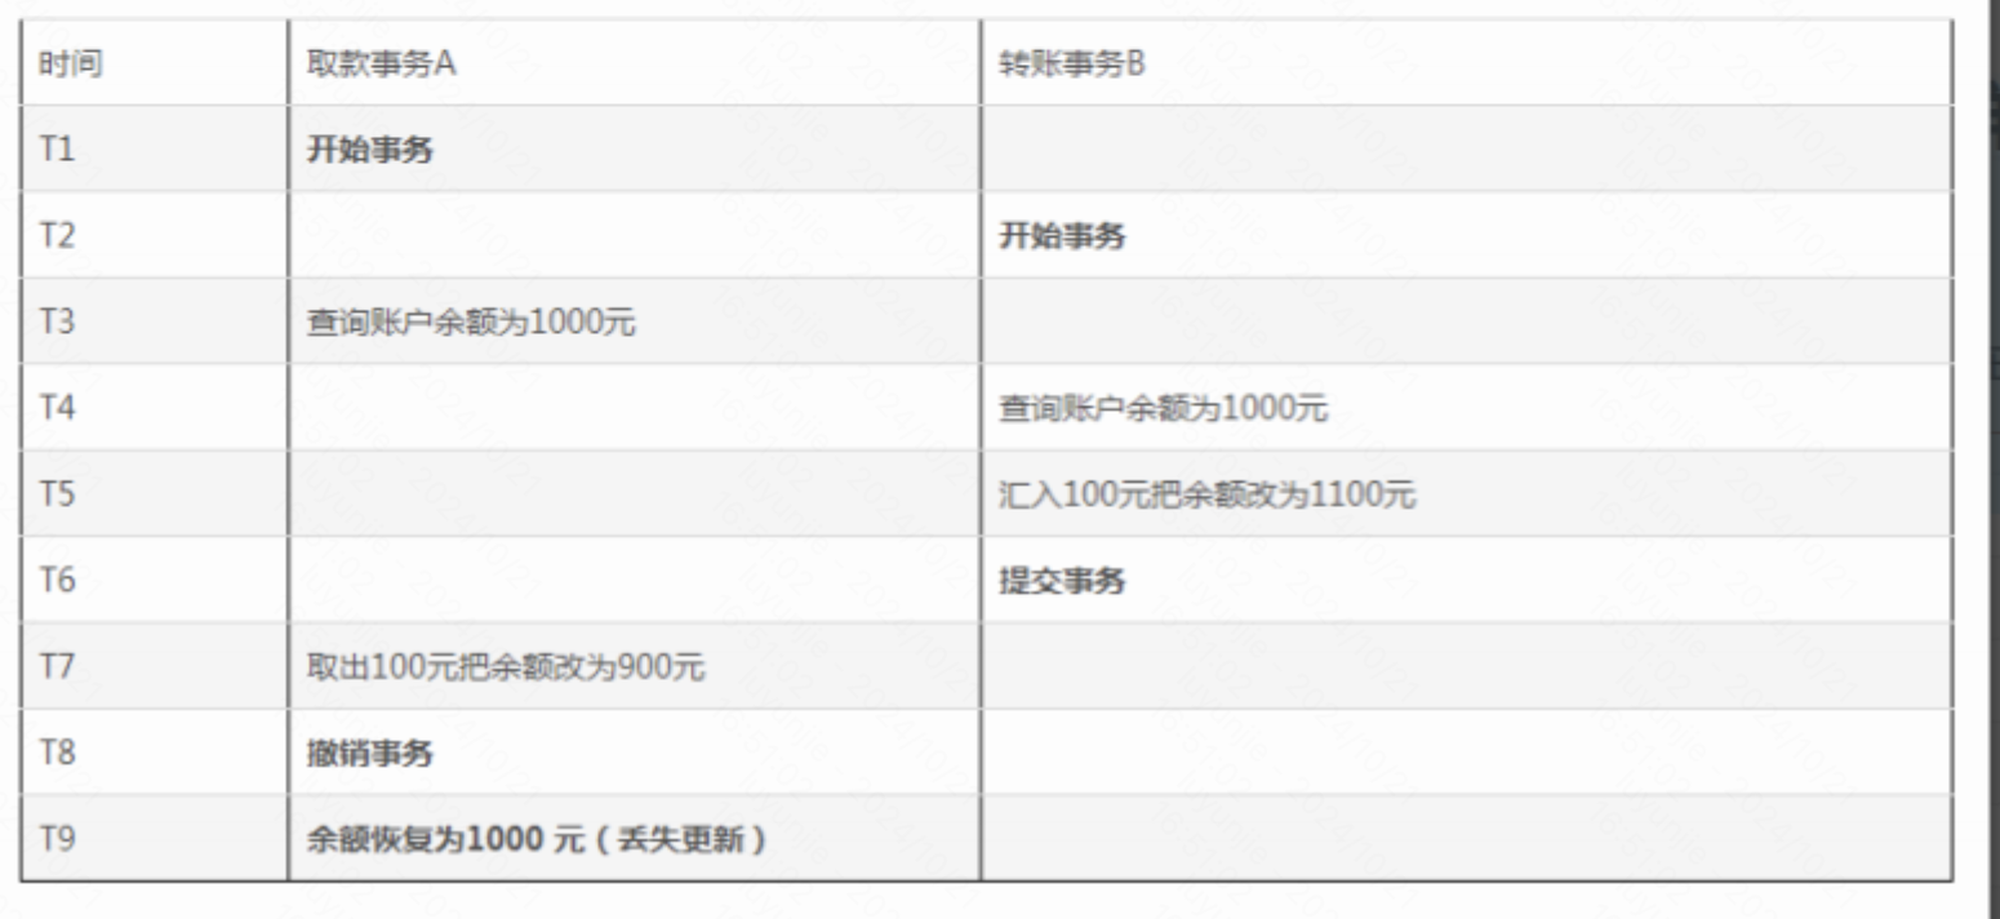 时间 取款事务A 转账事务B
T1 开始事务
T2 开始事务
T3 查询账户余额为1000元
T4 查询账户余额为1000元
T5 汇入100元把余额改为1100元
T6 提交事务
T7 取出100元把余额改为900元
T8 撤销事务
T9 余额恢复为1000 元（丢失更新）